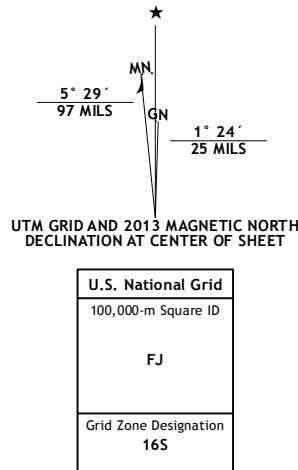 MN.
5° 29´
97 MILS
GN
1° 24´
25 MILS
UTM GRID AND 2013 MAGNETIC NORTH
DECLINATION AT CENTER OF SHEET
U.S. National Grid
100,000-m Square ID
FJ
Grid Zone Designation
16S